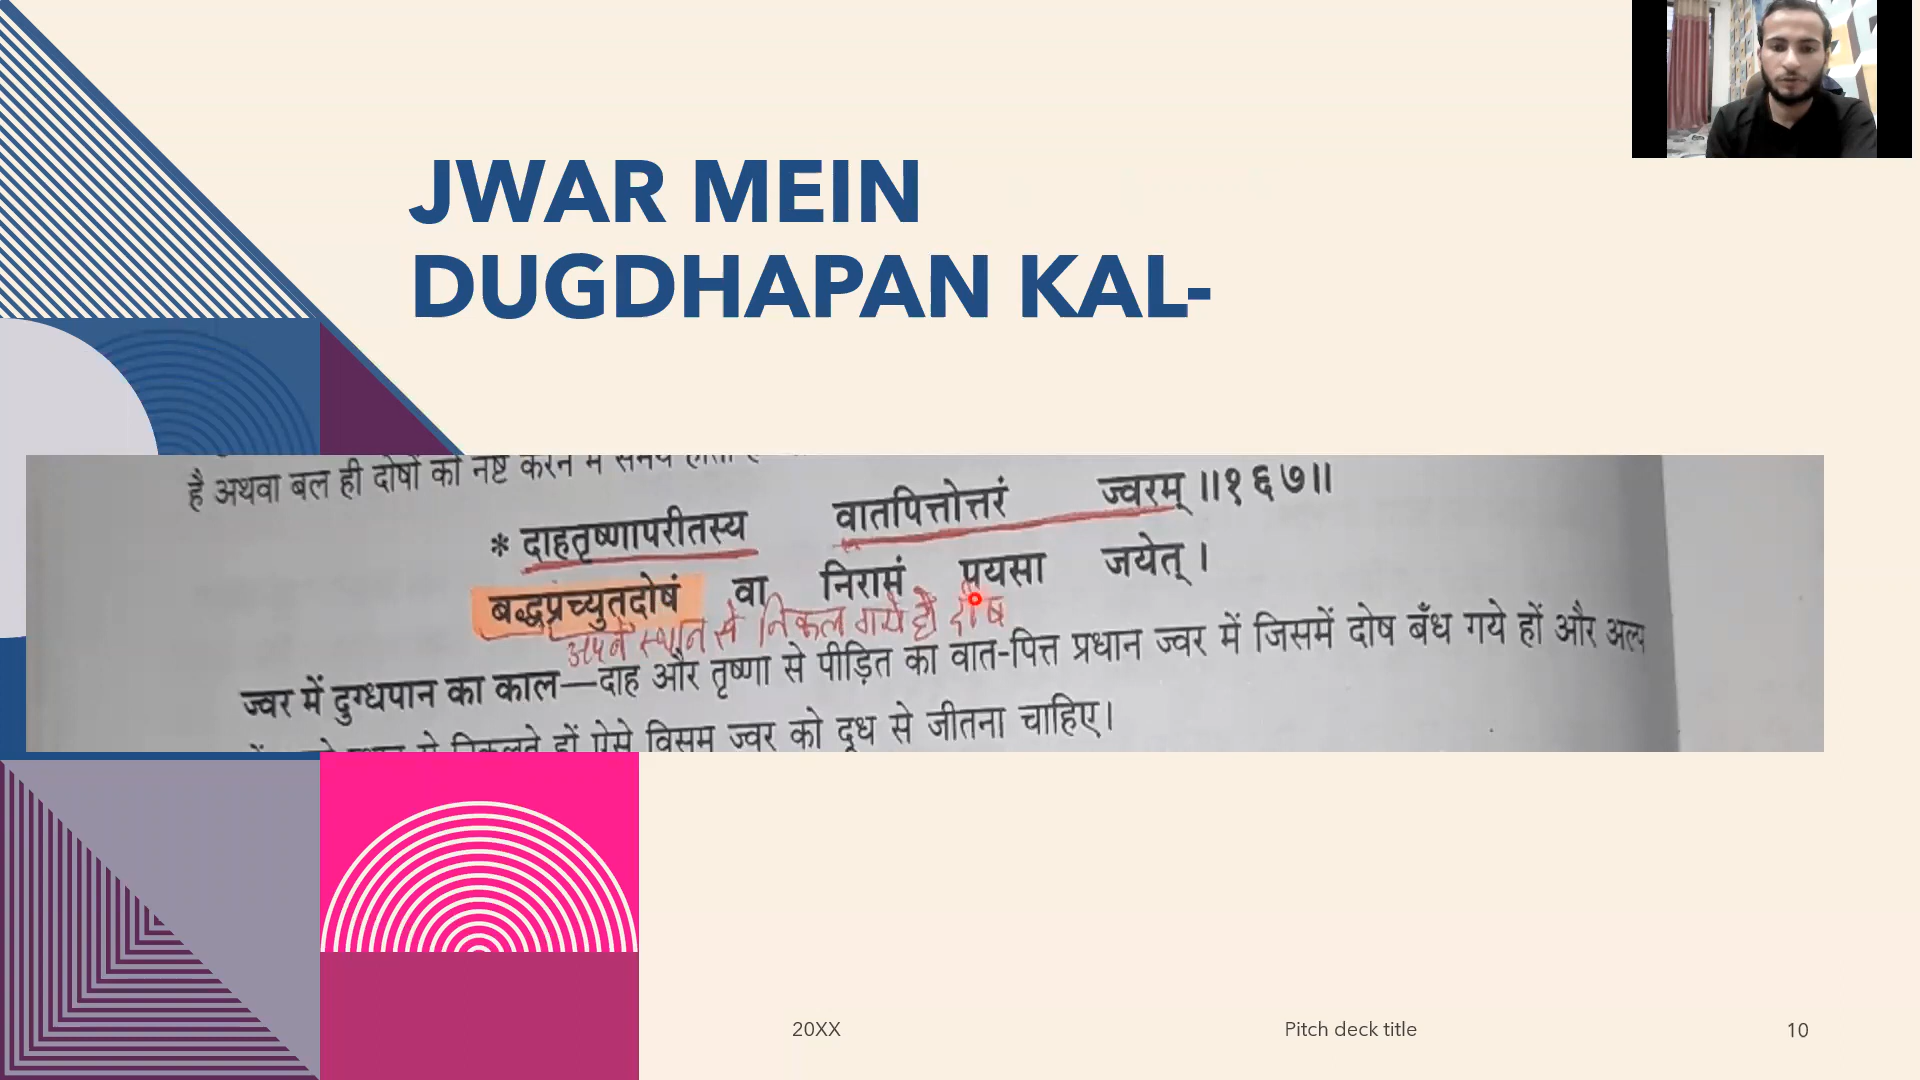 JWAR MEIN
DUGDHAPAN KAL-
है अथवा बल ही दोषों को नष्ट करने में समर्थ होता है
* दाहतृष्णापरीतस्य वातपित्तोत्तरं ज्वरम् ॥१६७॥
बद्धप्रच्युतदोषं वा निरामं पयसा जयेत् ।
अपने स्थान से निकल गये हो दोष
ज्वर में दुग्धपान का काल—दाह और तृष्णा से पीड़ित का वात-पित्त प्रधान ज्वर में जिसमें दोष बँध गये हों और अल्प
से निकलते हों ऐसे विसम ज्वर को दूध से जीतना चाहिए।
20XX
Pitch deck title
10